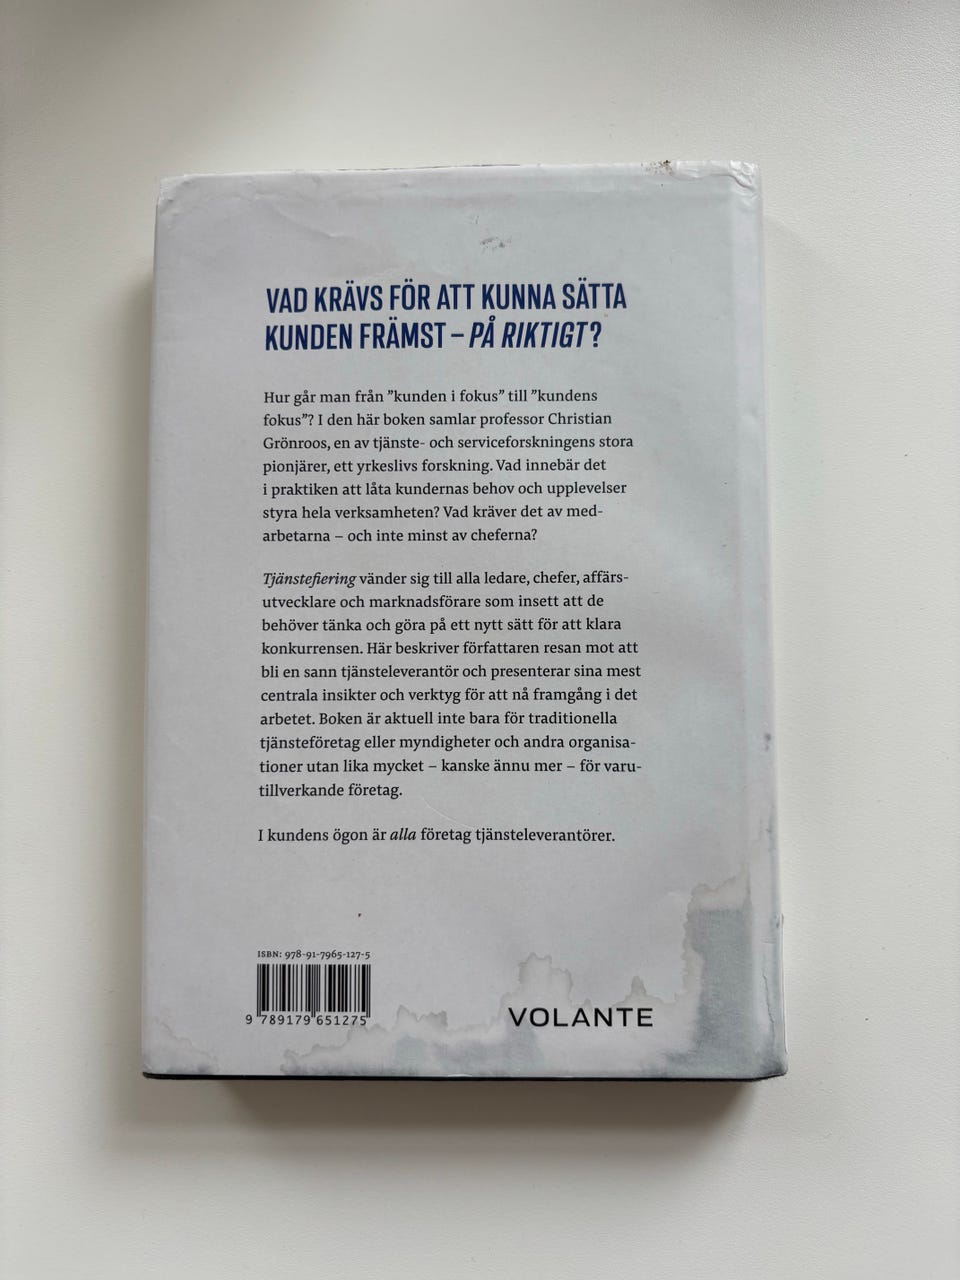 VAD KRÄVS FÖR ATT KUNNA SÄTTA
KUNDEN FRÄMST – PÅ RIKTIGT?
Hur går man från ”kunden i fokus” till ”kundens
fokus”? I den här boken samlar professor Christian
Grönroos, en av tjänste- och serviceforskningens stora
pionjärer, ett yrkeslivs forskning. Vad innebär det
i praktiken att låta kundernas behov och upplevelser
styra hela verksamheten? Vad kräver det av med-
arbetarna – och inte minst av cheferna?
Tjänstefiering vänder sig till alla ledare, chefer, affärs-
utvecklare och marknadsförare som insett att de
behöver tänka och göra på ett nytt sätt för att klara
konkurrensen. Här beskriver författaren resan mot att
bli en sann tjänsteleverantör och presenterar sina mest
centrala insikter och verktyg för att nå framgång i det
arbetet. Boken är aktuell inte bara för traditionella
tjänsteföretag eller myndigheter och andra organisa-
tioner utan lika mycket – kanske ännu mer – för varu-
tillverkande företag.
I kundens ögon är alla företag tjänsteleverantörer.
ISBN: 978-91-7965-127-5
9 789179 651275
VOLANTE